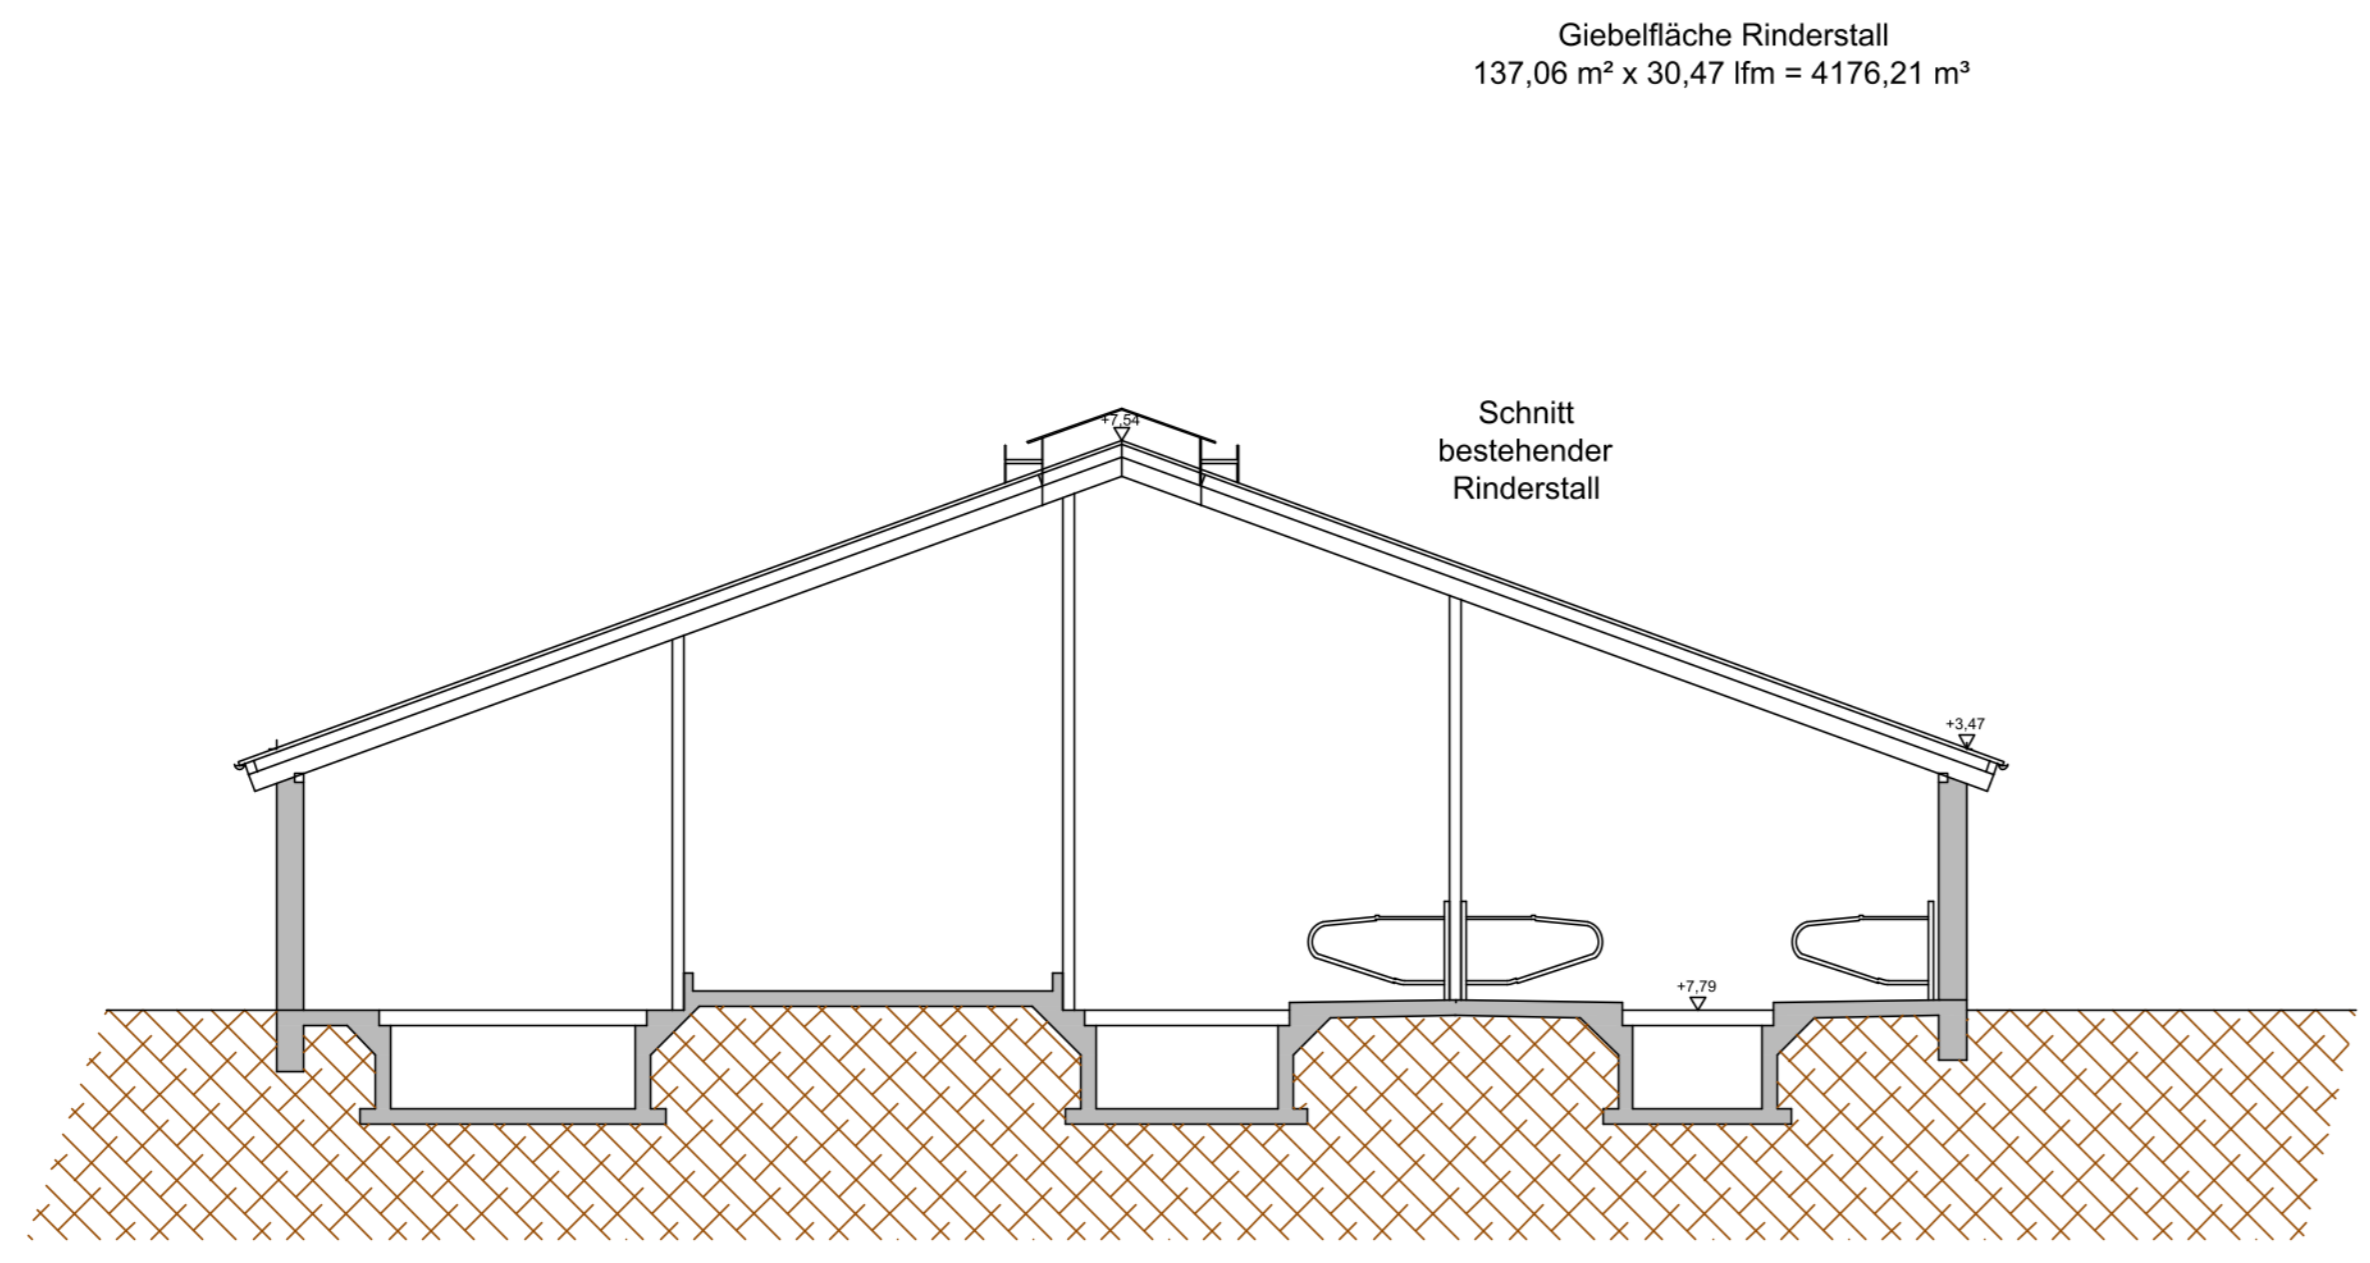 Giebelfläche Rinderstall
137,06 m² x 30,47 lfm = 4176,21 m³
Schnitt
bestehender
Rinderstall
+7,54
+3,47
+7,79